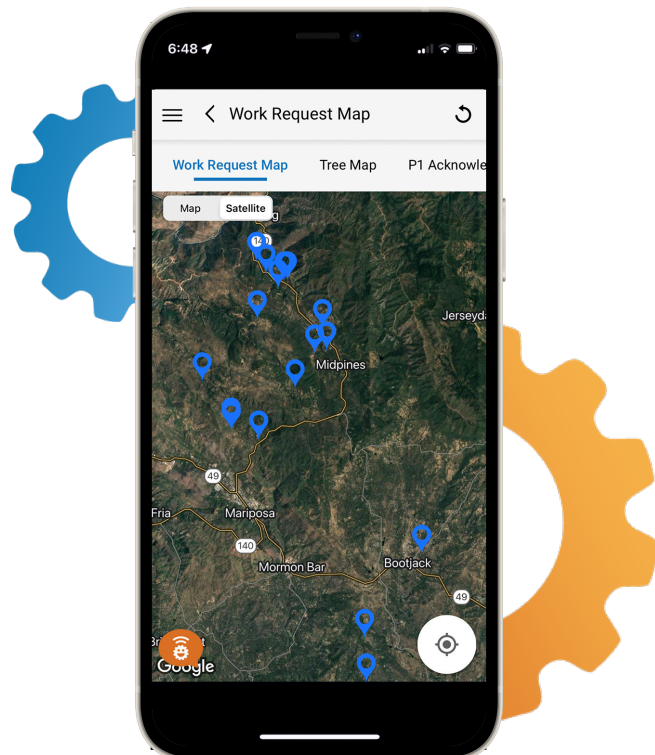 6:48
Work Request Map
Work Request Map Tree Map P1 Acknowle
Map Satellite
140
Jerseyd
Midpines
49
Fria
Mariposa
140
Mormon Bar
Bootjack
49
Google